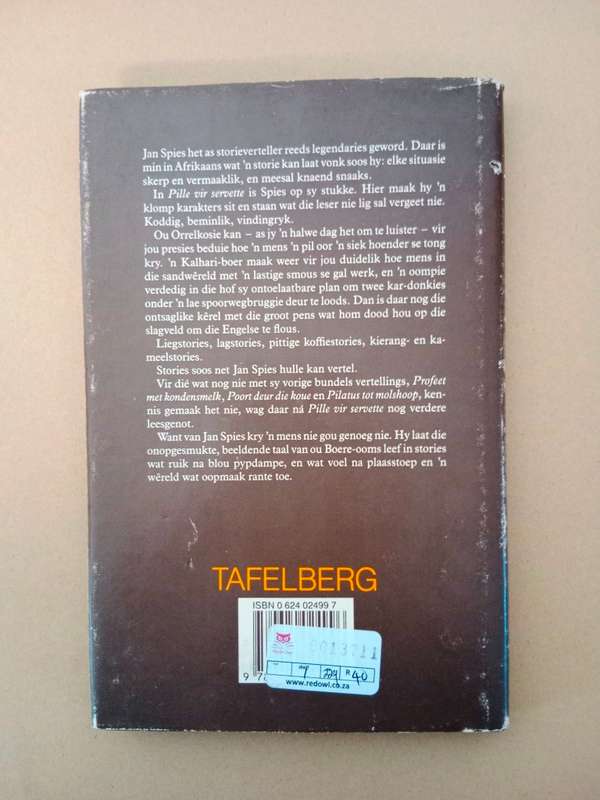 Jan Spies het as storieverteller reeds legendaries geword. Daar is
min in Afrikaans wat 'n storie kan laat vonk soos hy: elke situasie
skerp en vermaaklik, en meesal knaend snaaks.
In Pille vir servette is Spies op sy stukke. Hier maak hy 'n
klomp karakters sit en staan wat die leser nie lig sal vergeet nie.
Koddig, beminlik, vindingryk.
Ou Orrelkosie kan – as jy 'n halwe dag het om te luister – vir
jou presies beduie hoe 'n mens 'n pil oor 'n siek hoender se tong
kry. 'n Kalhari-boer maak weer vir jou duidelik hoe mens in
die sandwêreld met 'n lastige smous se gal werk, en 'n oompie
verdedig in die hof sy ontoelaatbare plan om twee kar-donkies
onder 'n lae spoorwegbruggie deur te loods. Dan is daar nog die
ontsaglike kêrel met die groot pens wat hom dood hou op die
slagveld om die Engelse te flous.
Liegstories, lagstories, pittige koffiestories, kierang- en ka-
meelstories.
Stories soos net Jan Spies hulle kan vertel.
Vir dié wat nog nie met sy vorige bundels vertellings, Profeet
met kondensmelk, Poort deur die koue en Pilatus tot molshoop, ken-
nis gemaak het nie, wag daar ná Pille vir servette nog verdere
leesgenot.
Want van Jan Spies kry 'n mens nie gou genoeg nie. Hy laat die
onopgesmukte, beeldende taal van ou Boere-ooms leef in stories
wat ruik na blou pypdampe, en wat voel na plaasstoep en 'n
wêreld wat oopmaak rante toe.
TAFELBERG
ISBN 0 624 02499 7
R 40
www.redowl.co.za